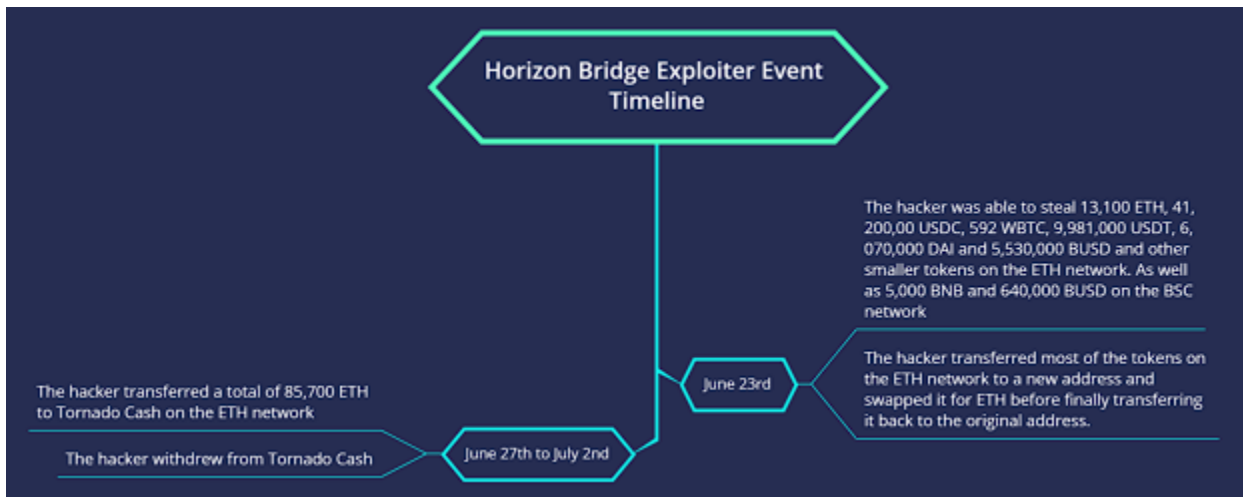 Horizon Bridge Exploiter Event
Timeline
The hacker was able to steal 13,100 ETH, 41,
200,00 USDC, 592 WBTC, 9,981,000 USDT, 6,
070,000 DAI and 5,530,000 BUSD and other
smaller tokens on the ETH network. As well
as 5,000 BNB and 640,000 BUSD on the BSC
network
June 23rd
The hacker transferred most of the tokens on
the ETH network to a new address and
swapped it for ETH before finally transferring
it back to the original address.
The hacker transferred a total of 85,700 ETH
to Tornado Cash on the ETH network
June 27th to July 2nd
The hacker withdrew from Tornado Cash